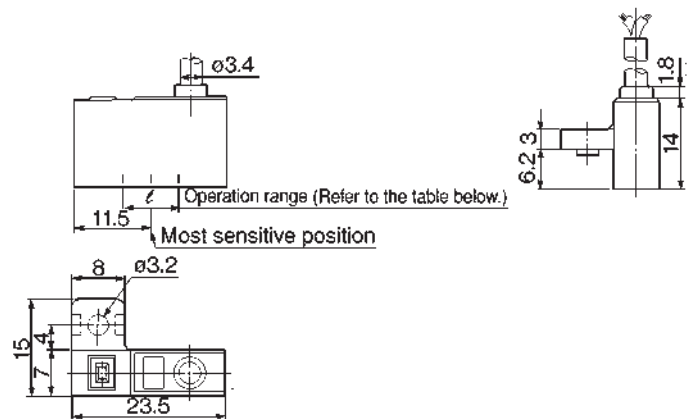 ø3.4
ℓ
Operation range (Refer to the table below.)
11.5
Most sensitive position
1.8
3
6.2
14
8
ø3.2
15
4
7
23.5